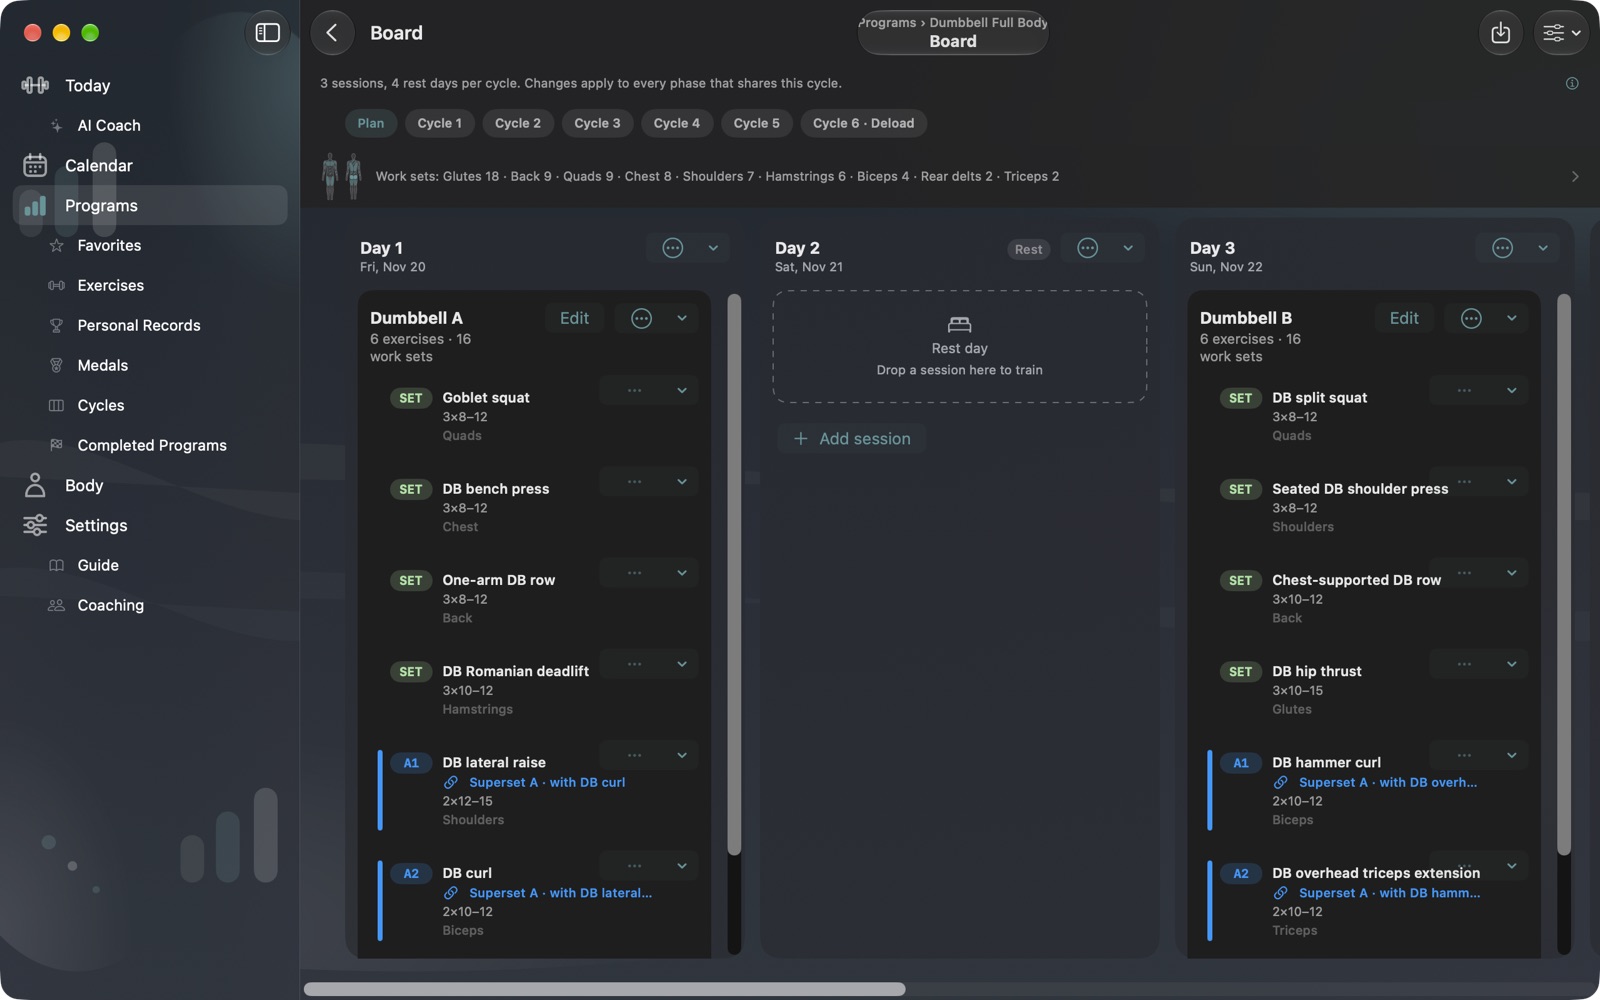 Board
Programs › Dumbbell Full Body
Board
3 sessions, 4 rest days per cycle. Changes apply to every phase that shares this cycle.
Plan
Cycle 1
Cycle 2
Cycle 3
Cycle 4
Cycle 5
Cycle 6 · Deload
Work sets: Glutes 18 · Back 9 · Quads 9 · Chest 8 · Shoulders 7 · Hamstrings 6 · Biceps 4 · Rear delts 2 · Triceps 2
Today
AI Coach
Calendar
Programs
Favorites
Exercises
Personal Records
Medals
Cycles
Completed Programs
Body
Settings
Guide
Coaching
Day 1
Fri, Nov 20
Dumbbell A
Edit
6 exercises · 16
work sets
SET
Goblet squat
3×8–12
Quads
SET
DB bench press
3×8–12
Chest
SET
One-arm DB row
3×8–12
Back
SET
DB Romanian deadlift
3×10–12
Hamstrings
A1
DB lateral raise
Superset A · with DB curl
2×12–15
Shoulders
A2
DB curl
Superset A · with DB lateral...
2×10–12
Biceps
Day 2
Sat, Nov 21
Rest
Rest day
Drop a session here to train
+ Add session
Day 3
Sun, Nov 22
Dumbbell B
Edit
6 exercises · 16
work sets
SET
DB split squat
3×8–12
Quads
SET
Seated DB shoulder press
3×8–12
Shoulders
SET
Chest-supported DB row
3×10–12
Back
SET
DB hip thrust
3×10–15
Glutes
A1
DB hammer curl
Superset A · with DB overh...
2×10–12
Biceps
A2
DB overhead triceps extension
Superset A · with DB hamm...
2×10–12
Triceps